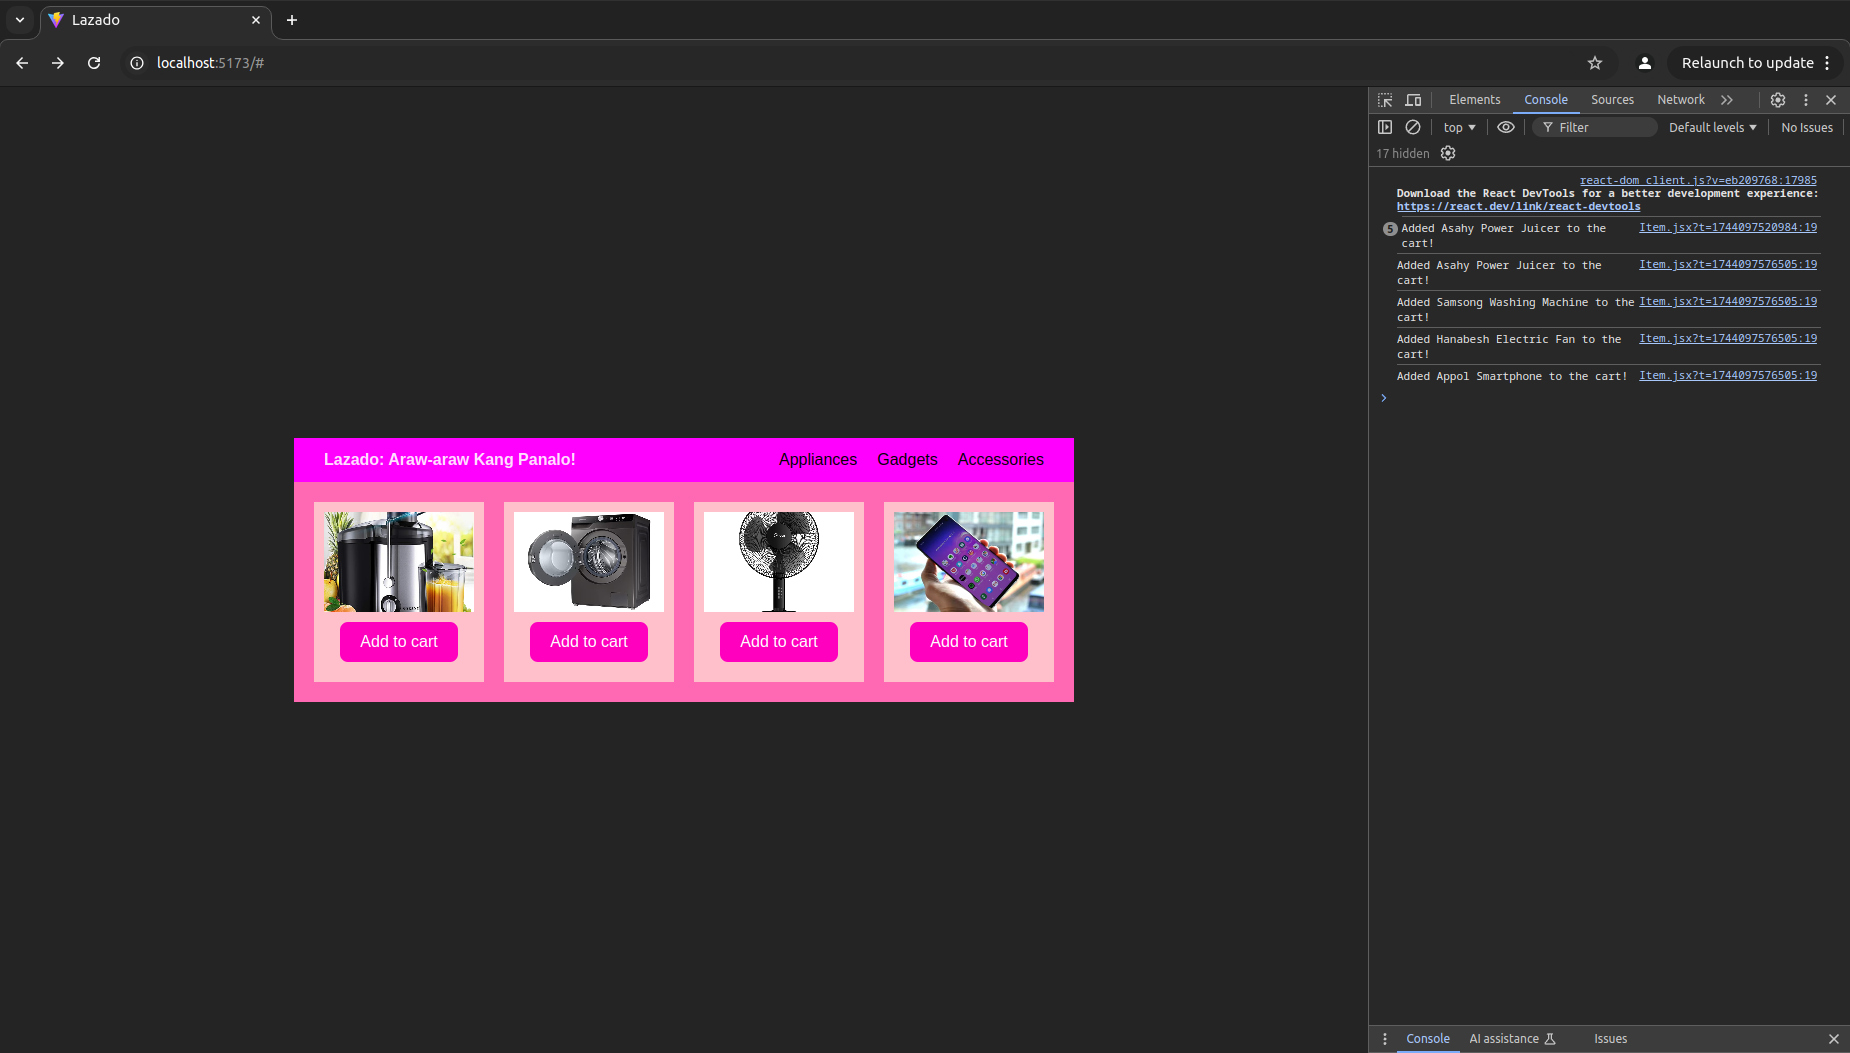 Lazado
localhost:5173/#
Relaunch to update
Elements Console Sources Network
top Filter Default levels No Issues
17 hidden
react-dom_client.js?v=eb209768:17985
Download the React DevTools for a better development experience:
https://react.dev/link/react-devtools
5 Added Asahy Power Juicer to the Item.jsx?t=1744097520984:19
cart!
Added Asahy Power Juicer to the Item.jsx?t=1744097576505:19
cart!
Added Samsong Washing Machine to the Item.jsx?t=1744097576505:19
cart!
Added Hanabesh Electric Fan to the Item.jsx?t=1744097576505:19
cart!
Added Appol Smartphone to the cart! Item.jsx?t=1744097576505:19
Lazado: Araw-araw Kang Panalo! Appliances Gadgets Accessories
Add to cart Add to cart Add to cart Add to cart
Console AI assistance Issues